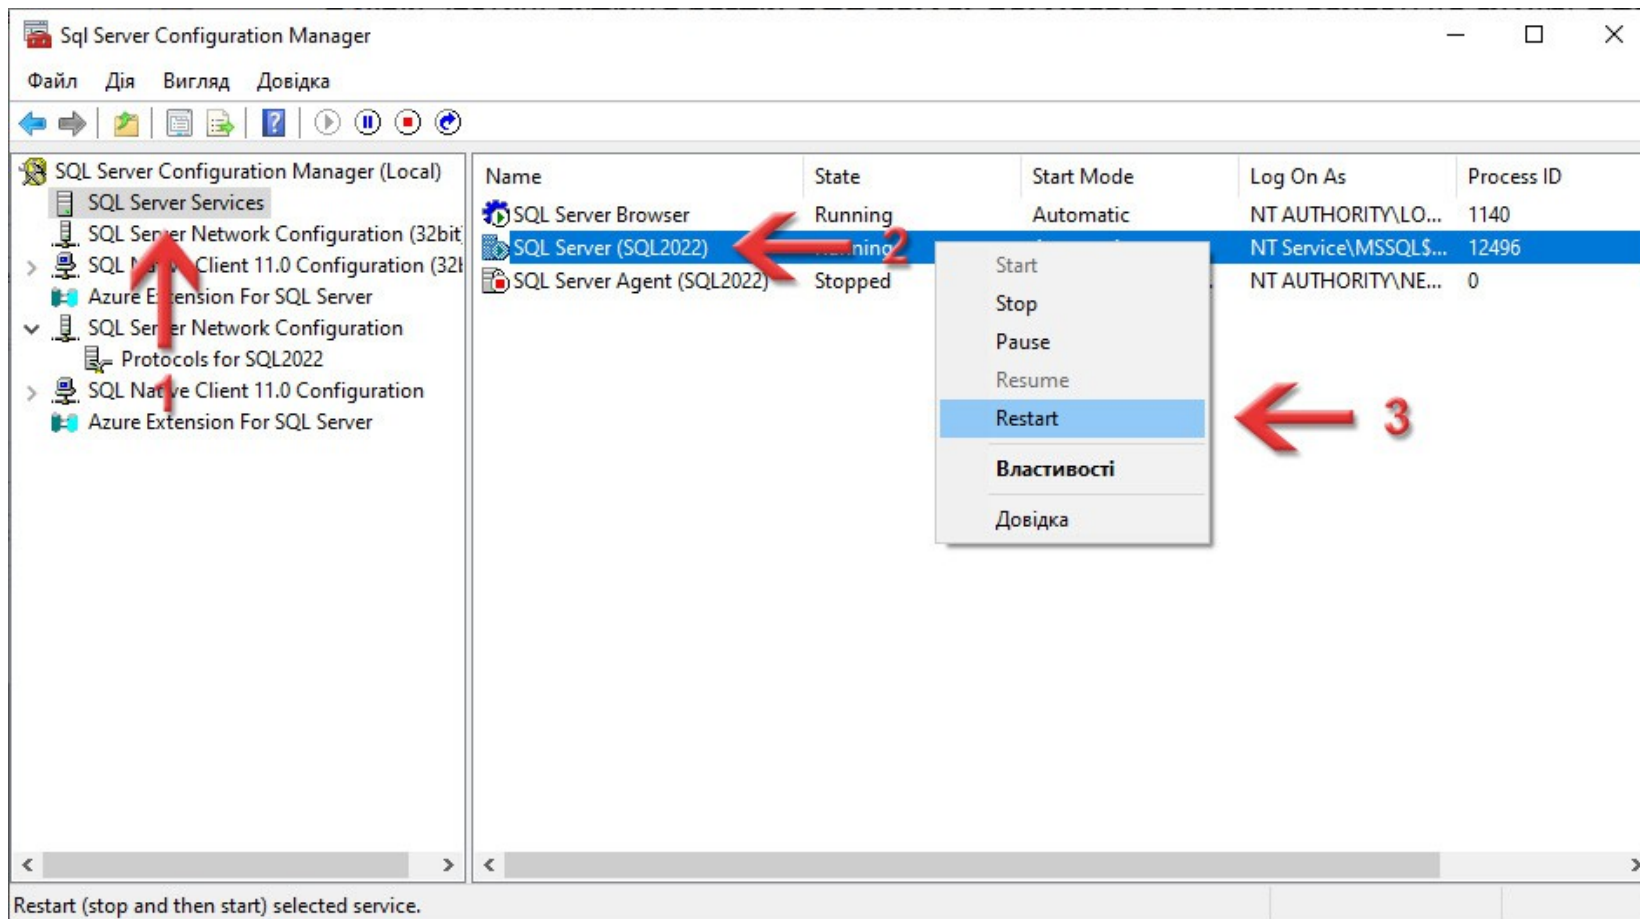 Sql Server Configuration Manager
Файл Дія Вигляд Довідка
SQL Server Configuration Manager (Local)
SQL Server Services
SQL Server Network Configuration (32bit
SQL Native Client 11.0 Configuration (32b
Azure Extension For SQL Server
SQL Server Network Configuration
Protocols for SQL2022
SQL Native Client 11.0 Configuration
Azure Extension For SQL Server
1
Name State Start Mode Log On As Process ID
SQL Server Browser Running Automatic NT AUTHORITY\LO... 1140
SQL Server (SQL2022) Running NT Service\MSSQL$... 12496
SQL Server Agent (SQL2022) Stopped NT AUTHORITY\NE... 0
2
Start
Stop
Pause
Resume
Restart
Властивості
Довідка
3
Restart (stop and then start) selected service.